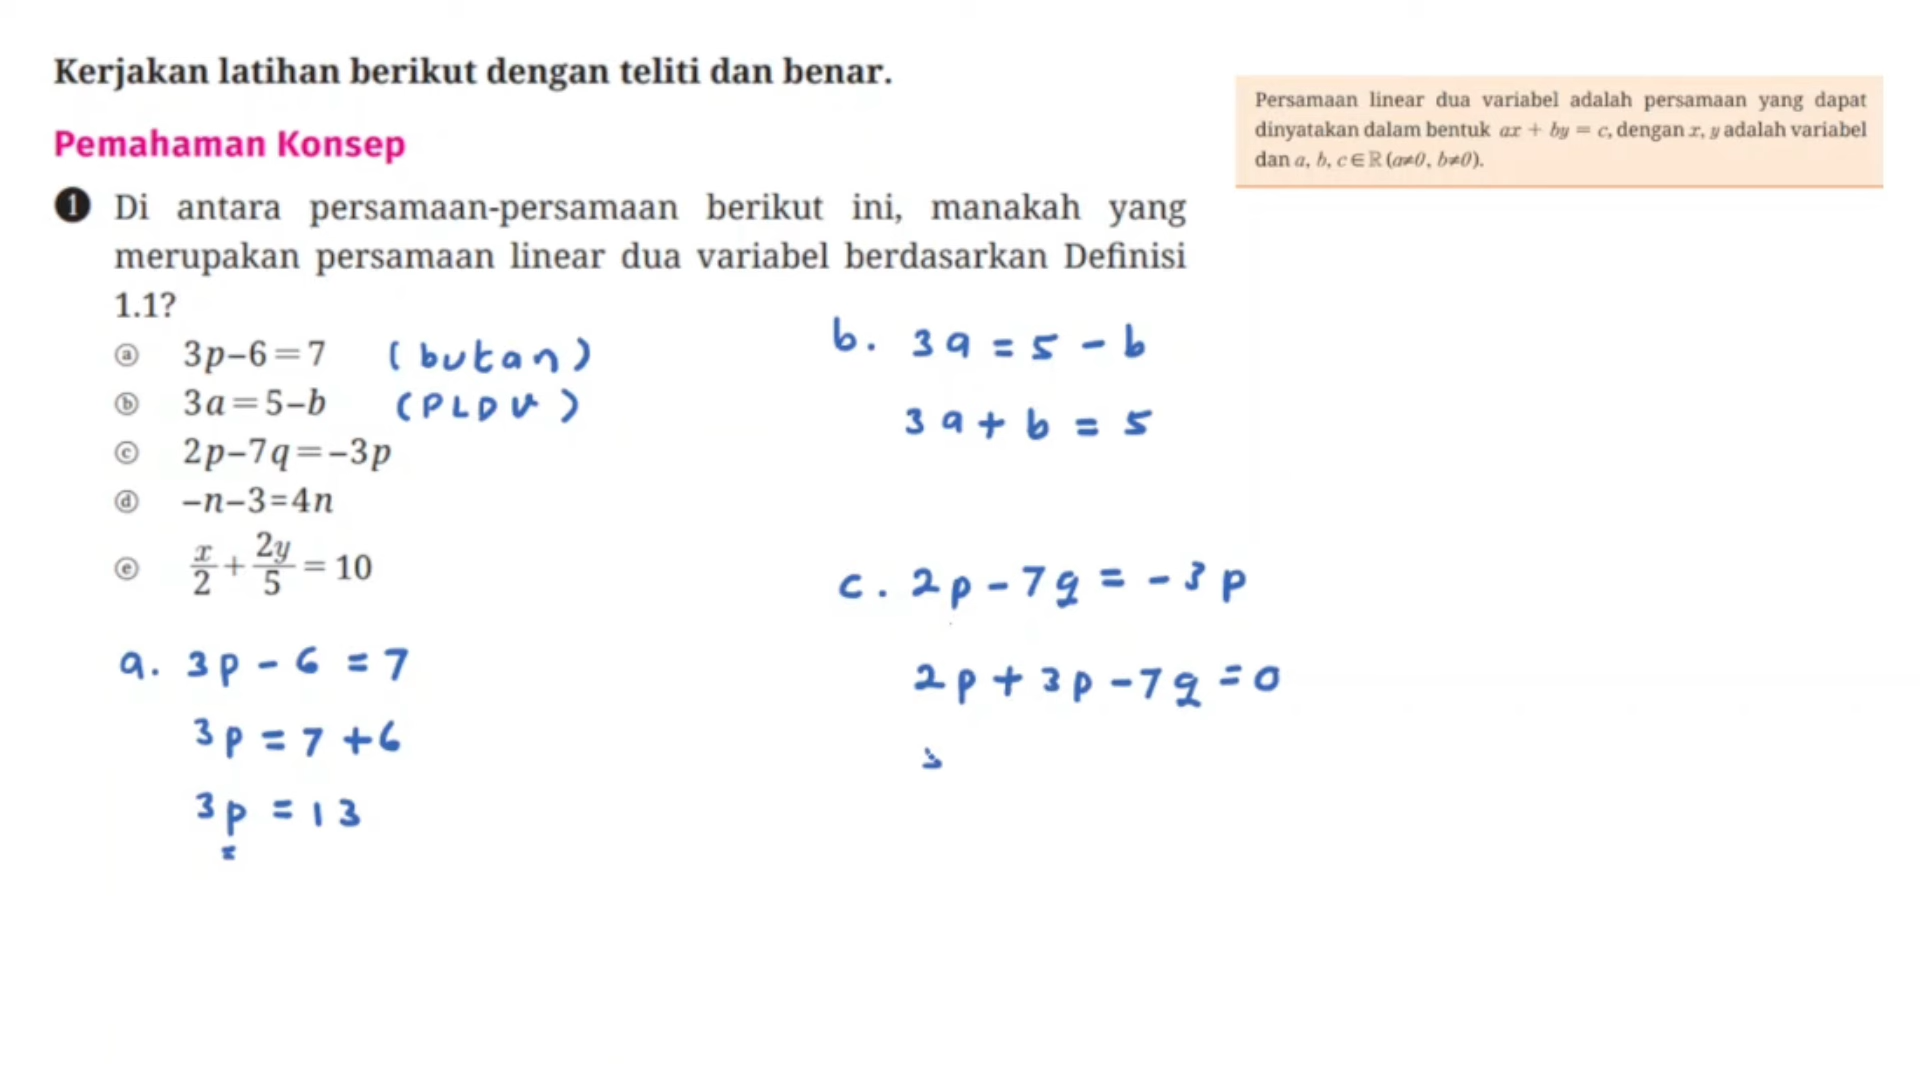 Kerjakan latihan berikut dengan teliti dan benar.
Persamaan linear dua variabel adalah persamaan yang dapat
dinyatakan dalam bentuk ax + by = c, dengan x, y adalah variabel
dan a, b, c ∈ ℝ (a≠0, b≠0).
Pemahaman Konsep
1 Di antara persamaan-persamaan berikut ini, manakah yang
merupakan persamaan linear dua variabel berdasarkan Definisi
1.1?
ⓐ 3p–6=7 (bukan)
ⓑ 3a=5–b (PLDV)
ⓒ 2p–7q=–3p
ⓓ –n–3=4n
ⓔ x/2 + 2y/5 = 10
a. 3p - 6 = 7
3p = 7 + 6
3p = 13
b. 3a = 5 - b
3a + b = 5
c. 2p - 7q = -3p
2p + 3p - 7q = 0